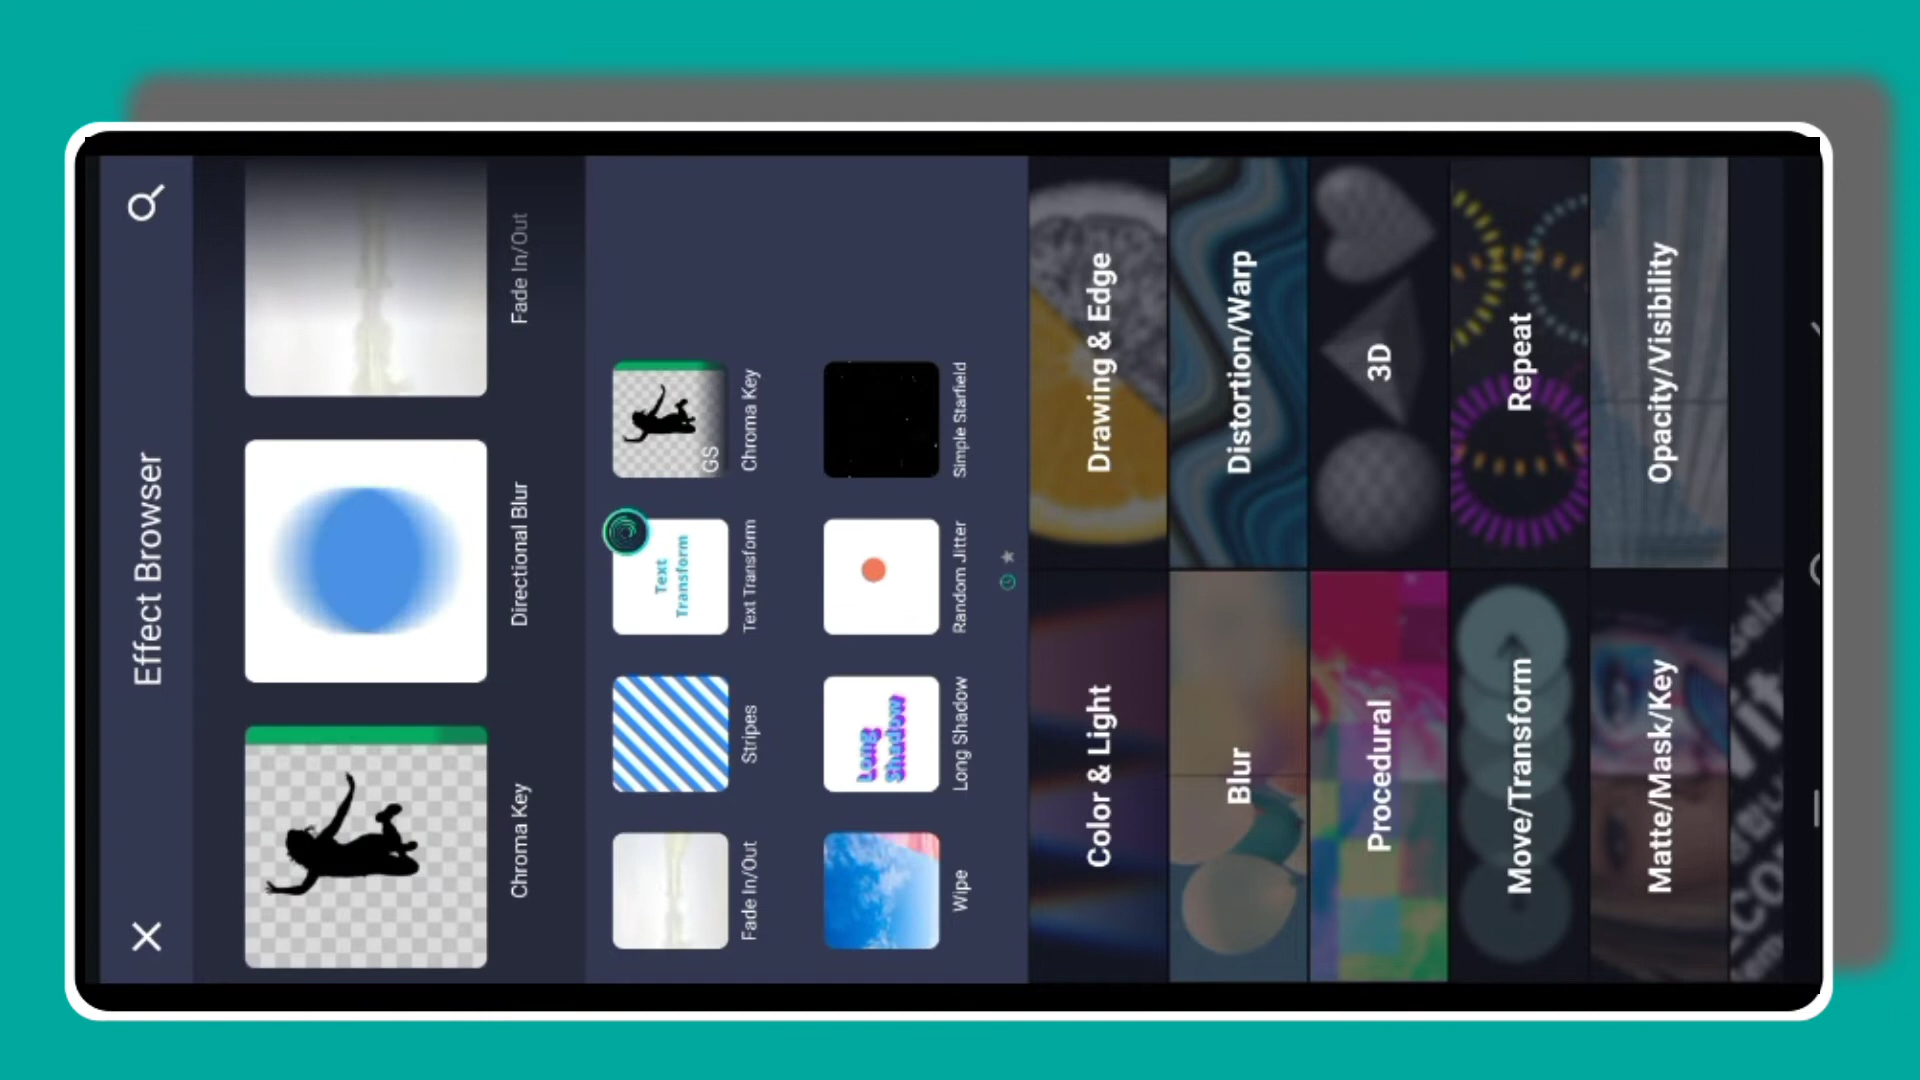 Effect Browser
Chroma Key
Directional Blur
Fade In/Out
Text
Transform
GS
Fade In/Out
Stripes
Text Transform
Chroma Key
Long
Shadow
Wipe
Long Shadow
Random Jitter
Simple Starfield
Color & Light
Drawing & Edge
Blur
Distortion/Warp
Procedural
3D
Move/Transform
Repeat
Matte/Mask/Key
Opacity/Visibility